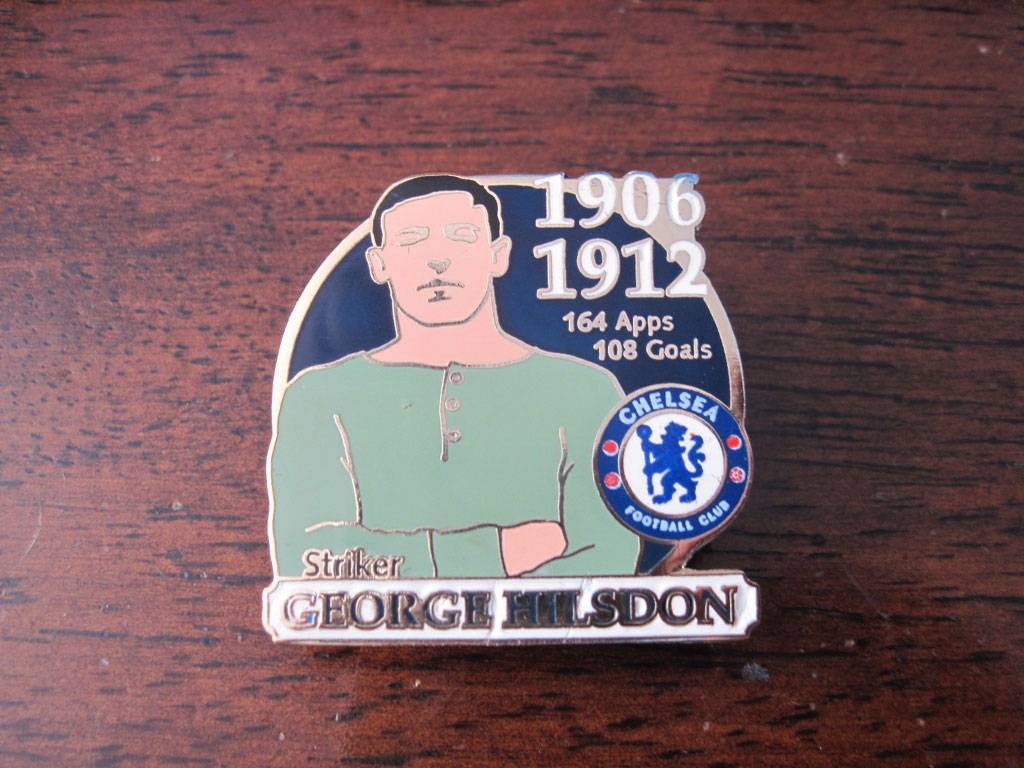 1906
1912
164 Apps
108 Goals
CHELSEA
FOOTBALL CLUB
Striker
GEORGE HILSDON